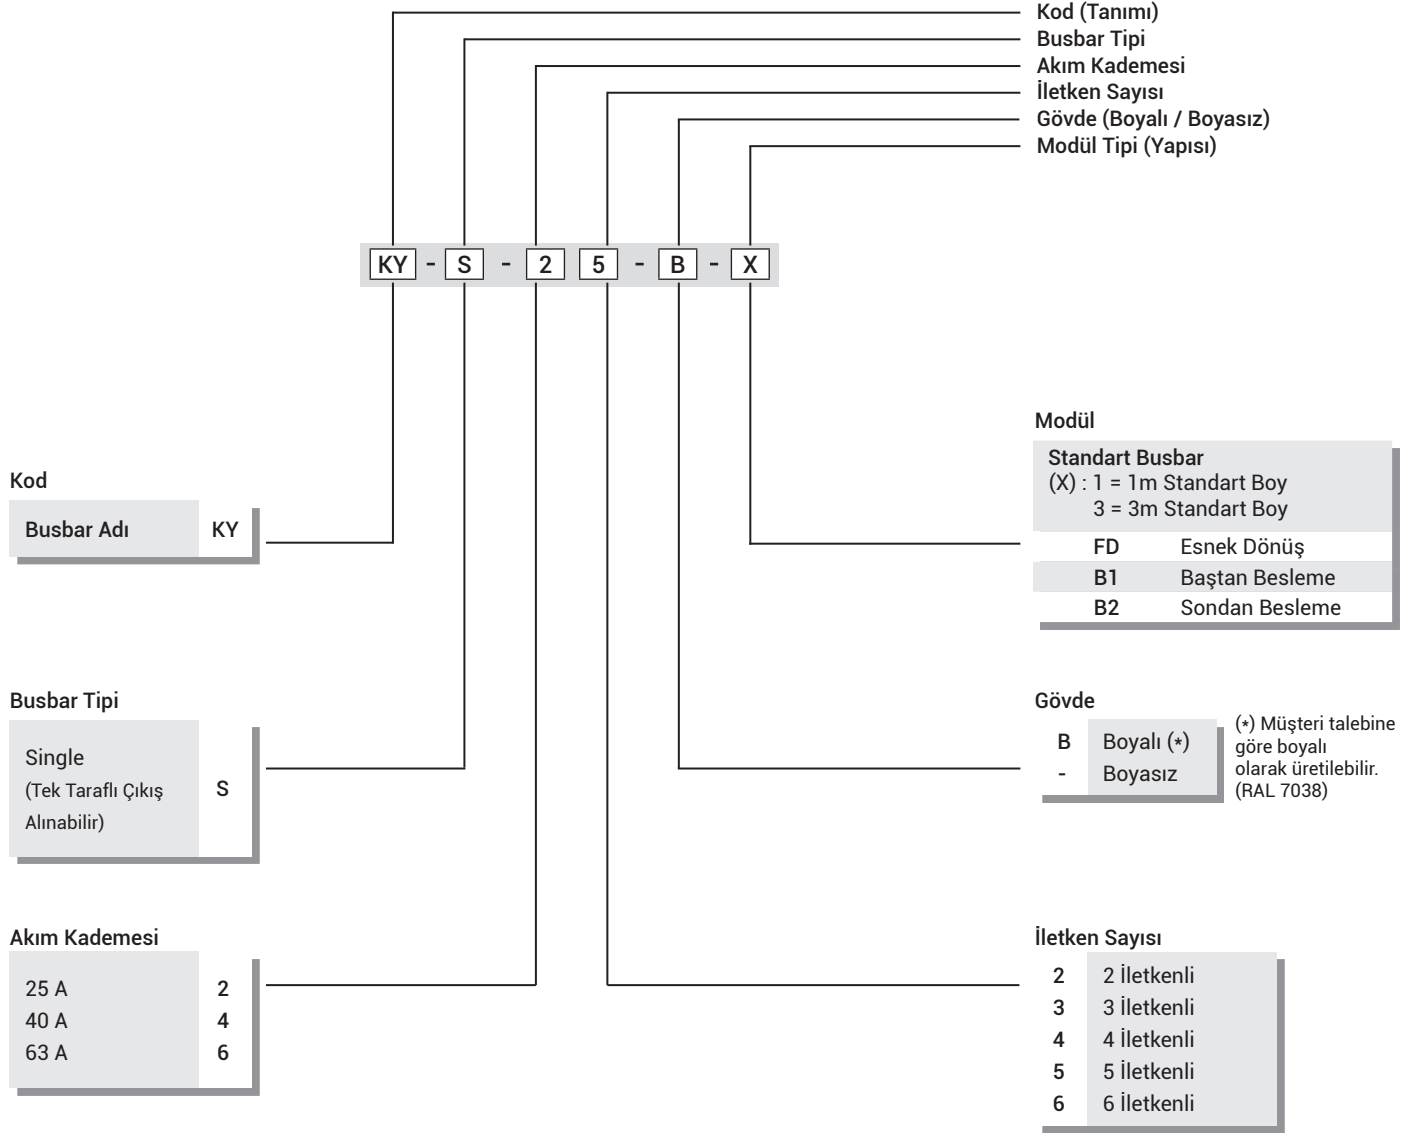 Kod (Tanımı)
Busbar Tipi
Akım Kademesi
İletken Sayısı
Gövde (Boyalı / Boyasız)
Modül Tipi (Yapısı)
KY - S - 2 5 - B - X
Kod
Busbar Adı KY
Busbar Tipi
Single
(Tek Taraflı Çıkış
Alınabilir)
S
Akım Kademesi
25 A 2
40 A 4
63 A 6
Modül
Standart Busbar
(X) : 1 = 1m Standart Boy
3 = 3m Standart Boy
FD Esnek Dönüş
B1 Baştan Besleme
B2 Sondan Besleme
Gövde
B Boyalı (*)
- Boyasız
(*) Müşteri talebine
göre boyalı
olarak üretilebilir.
(RAL 7038)
İletken Sayısı
2 2 İletkenli
3 3 İletkenli
4 4 İletkenli
5 5 İletkenli
6 6 İletkenli